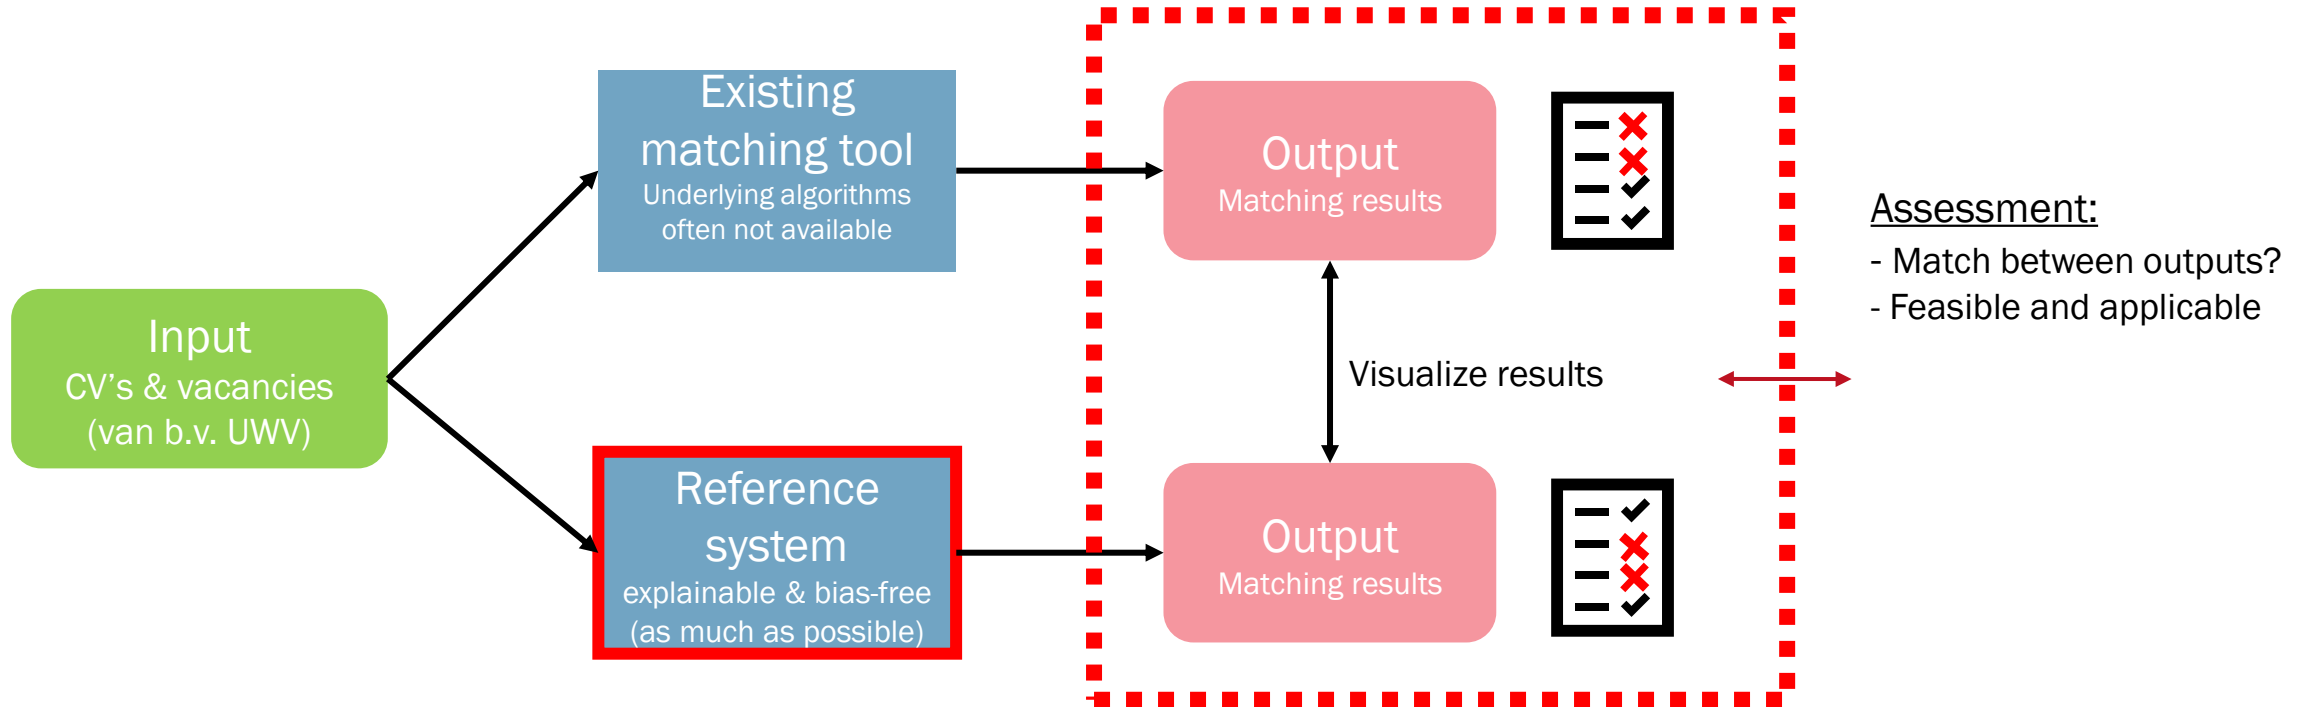 Input
CV's & vacancies
(van b.v. UWV)
Existing
matching tool
Underlying algorithms
often not available
Reference
system
explainable & bias-free
(as much as possible)
Output
Matching results
Visualize results
Output
Matching results
Assessment:
- Match between outputs?
- Feasible and applicable